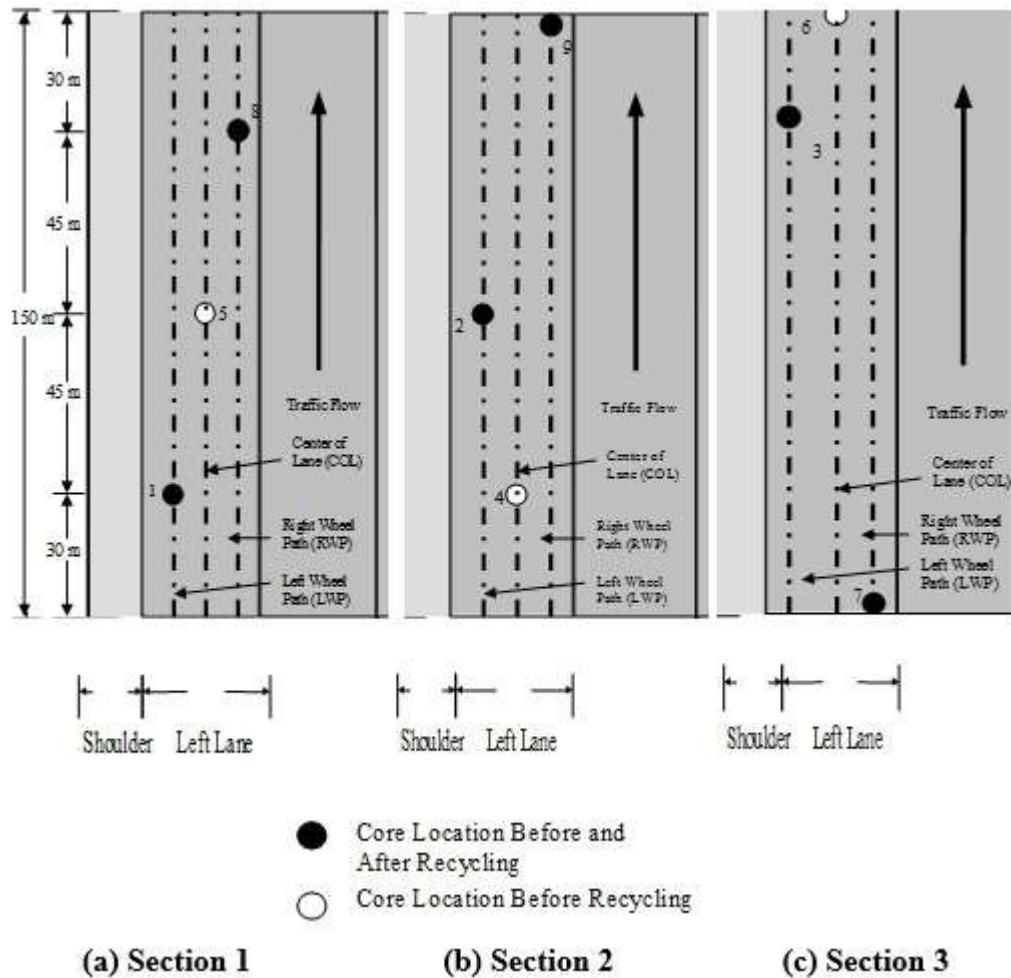 30 m
45 m
150 m
45 m
30 m
8
5
1
Traffic Flow
Center of
Lane (COL)
Right Wheel
Path (RWP)
Left Wheel
Path (LWP)
Shoulder Left Lane
9
2
4
Traffic Flow
Center of
Lane (COL)
Right Wheel
Path (RWP)
Left Wheel
Path (LWP)
Shoulder Left Lane
6
3
7
Traffic Flow
Center of
Lane (COL)
Right Wheel
Path (RWP)
Left Wheel
Path (LWP)
Shoulder Left Lane
Core Location Before and
After Recycling
Core Location Before Recycling
(a) Section 1
(b) Section 2
(c) Section 3